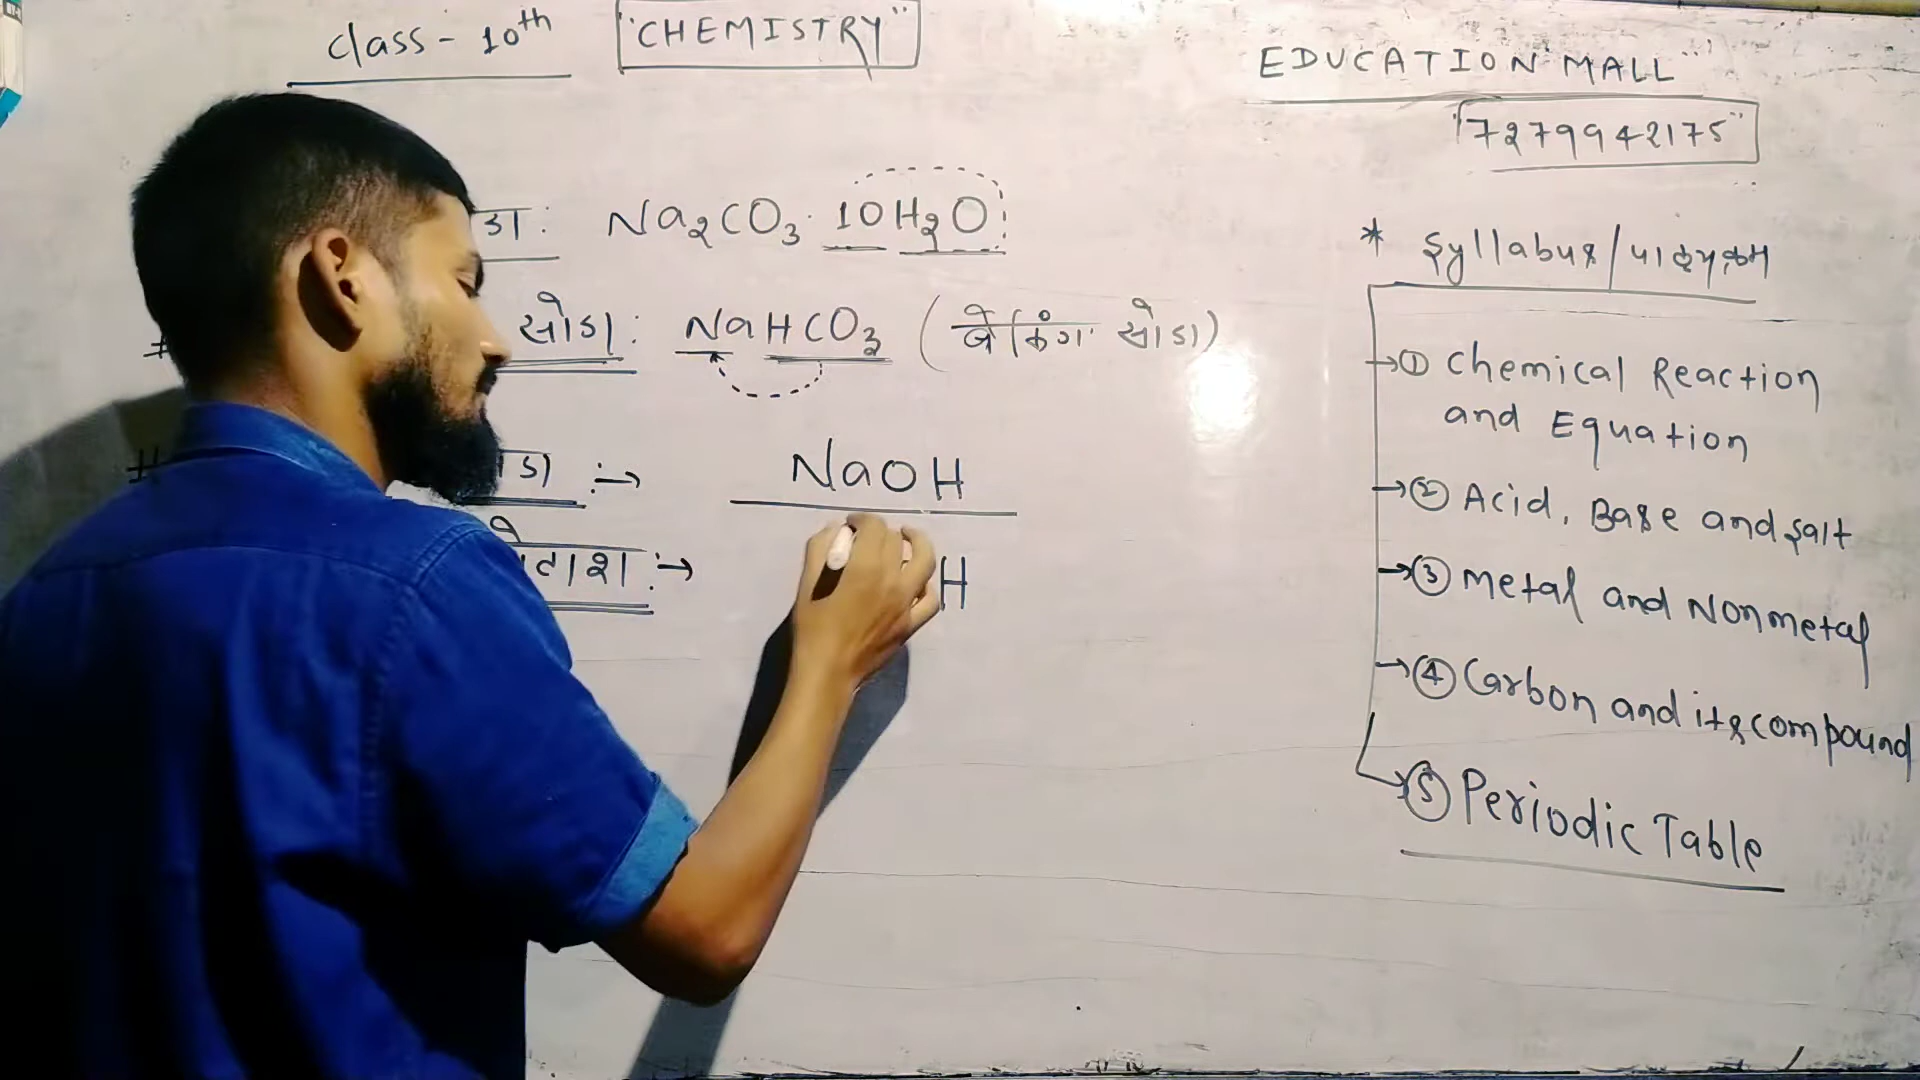 class - 10th
"CHEMISTRY"
EDUCATION MALL"
"7279942175"
डा: Na₂CO₃. 10H₂O
सोडा: NaHCO₃ (बेकिंग सोडा)
डा :→ NaOH
:→ H
* Syllabus/पाठ्यक्रम
→① Chemical Reaction
and Equation
→② Acid, Base and salt
→③ Metal and Nonmetal
→④ Carbon and its compound
→⑤ Periodic Table